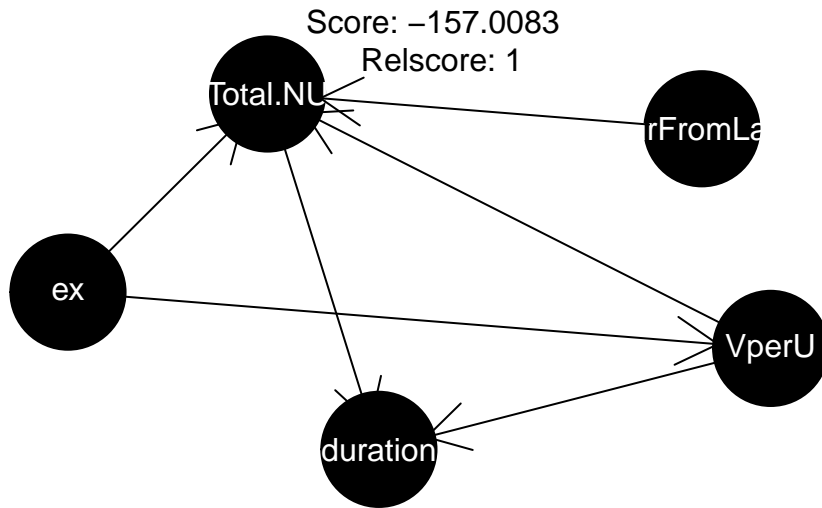 Score: −157.0083
Relscore: 1
Total.NU
rFromLa
ex
VperU
duration